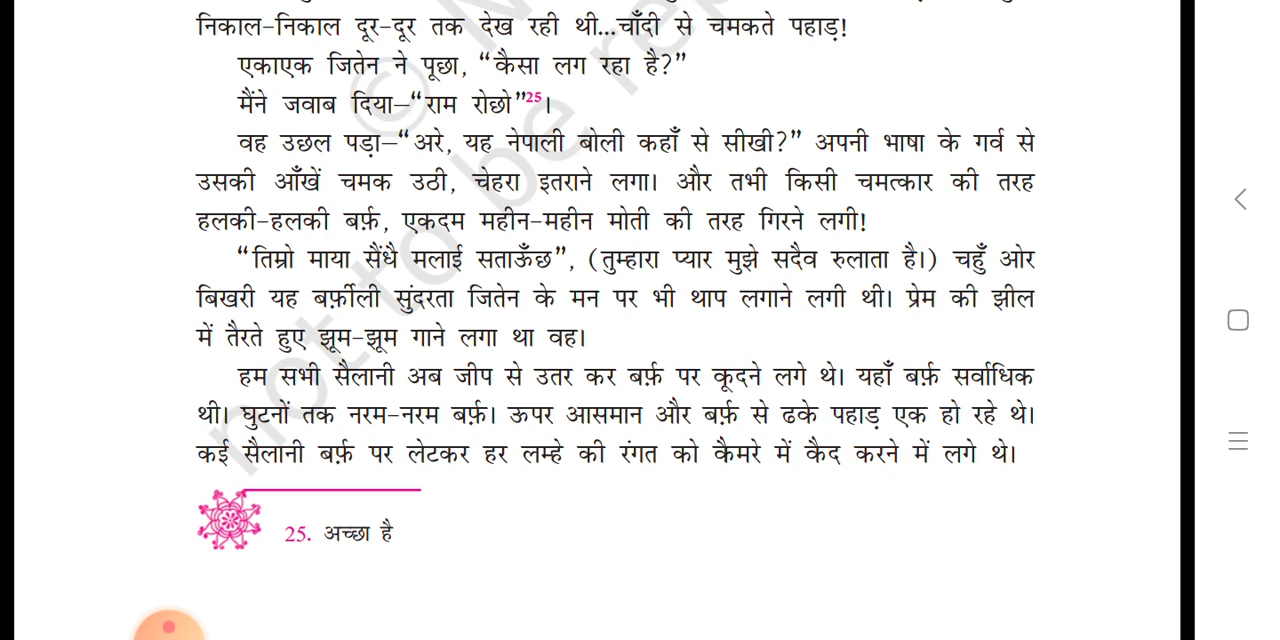 निकाल-निकाल दूर-दूर तक देख रही थी...चाँदी से चमकते पहाड़!
एकाएक जितेन ने पूछा, “कैसा लग रहा है?”
मैंने जवाब दिया–“राम रोछो”25।
वह उछल पड़ा–“अरे, यह नेपाली बोली कहाँ से सीखी?” अपनी भाषा के गर्व से
उसकी आँखें चमक उठी, चेहरा इतराने लगा। और तभी किसी चमत्कार की तरह
हलकी-हलकी बर्फ़, एकदम महीन-महीन मोती की तरह गिरने लगी!
“तिम्रो माया सैंधै मलाई सताऊँछ”, (तुम्हारा प्यार मुझे सदैव रुलाता है।) चहुँ ओर
बिखरी यह बर्फ़ीली सुंदरता जितेन के मन पर भी थाप लगाने लगी थी। प्रेम की झील
में तैरते हुए झूम-झूम गाने लगा था वह।
हम सभी सैलानी अब जीप से उतर कर बर्फ़ पर कूदने लगे थे। यहाँ बर्फ़ सर्वाधिक
थी। घुटनों तक नरम-नरम बर्फ़। ऊपर आसमान और बर्फ़ से ढके पहाड़ एक हो रहे थे।
कई सैलानी बर्फ़ पर लेटकर हर लम्हे की रंगत को कैमरे में कैद करने में लगे थे।
25. अच्छा है
© N
not to be rep